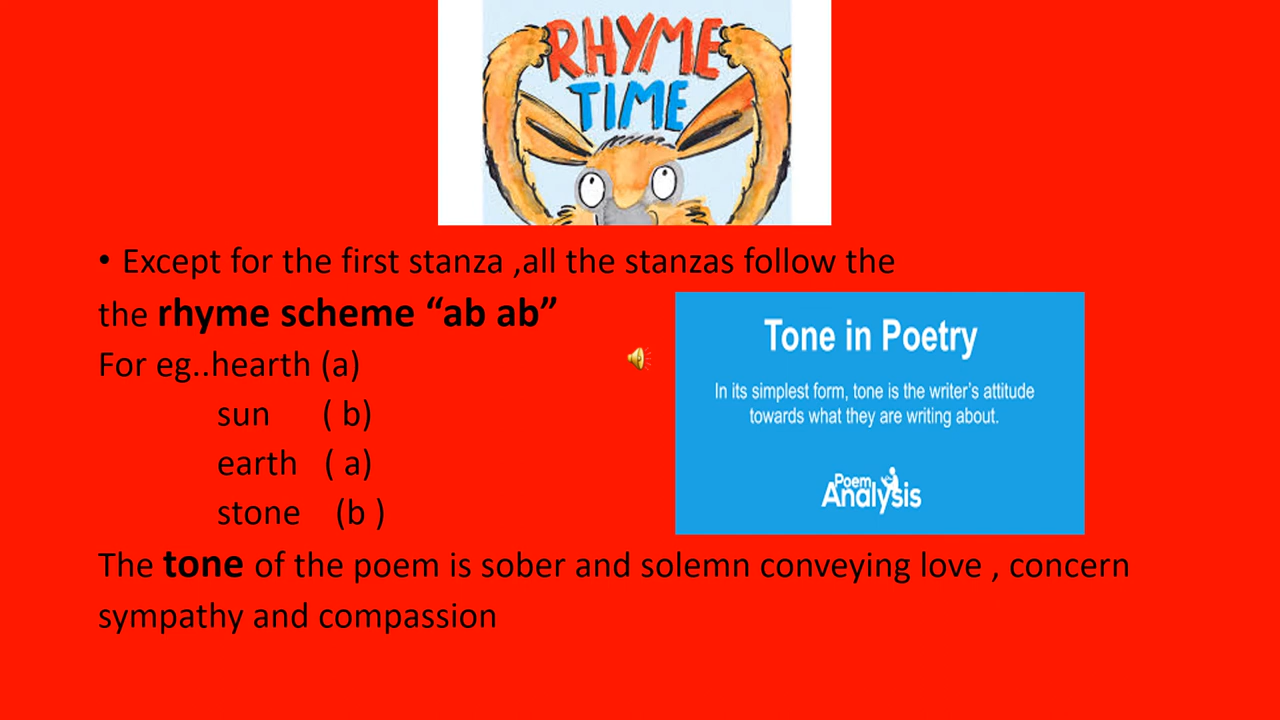 RHYME
TIME
• Except for the first stanza ,all the stanzas follow the
the rhyme scheme “ab ab”
For eg..hearth (a)
sun ( b)
earth ( a)
stone (b )
Tone in Poetry
In its simplest form, tone is the writer's attitude
towards what they are writing about.
Poem
Analysis
The tone of the poem is sober and solemn conveying love , concern
sympathy and compassion